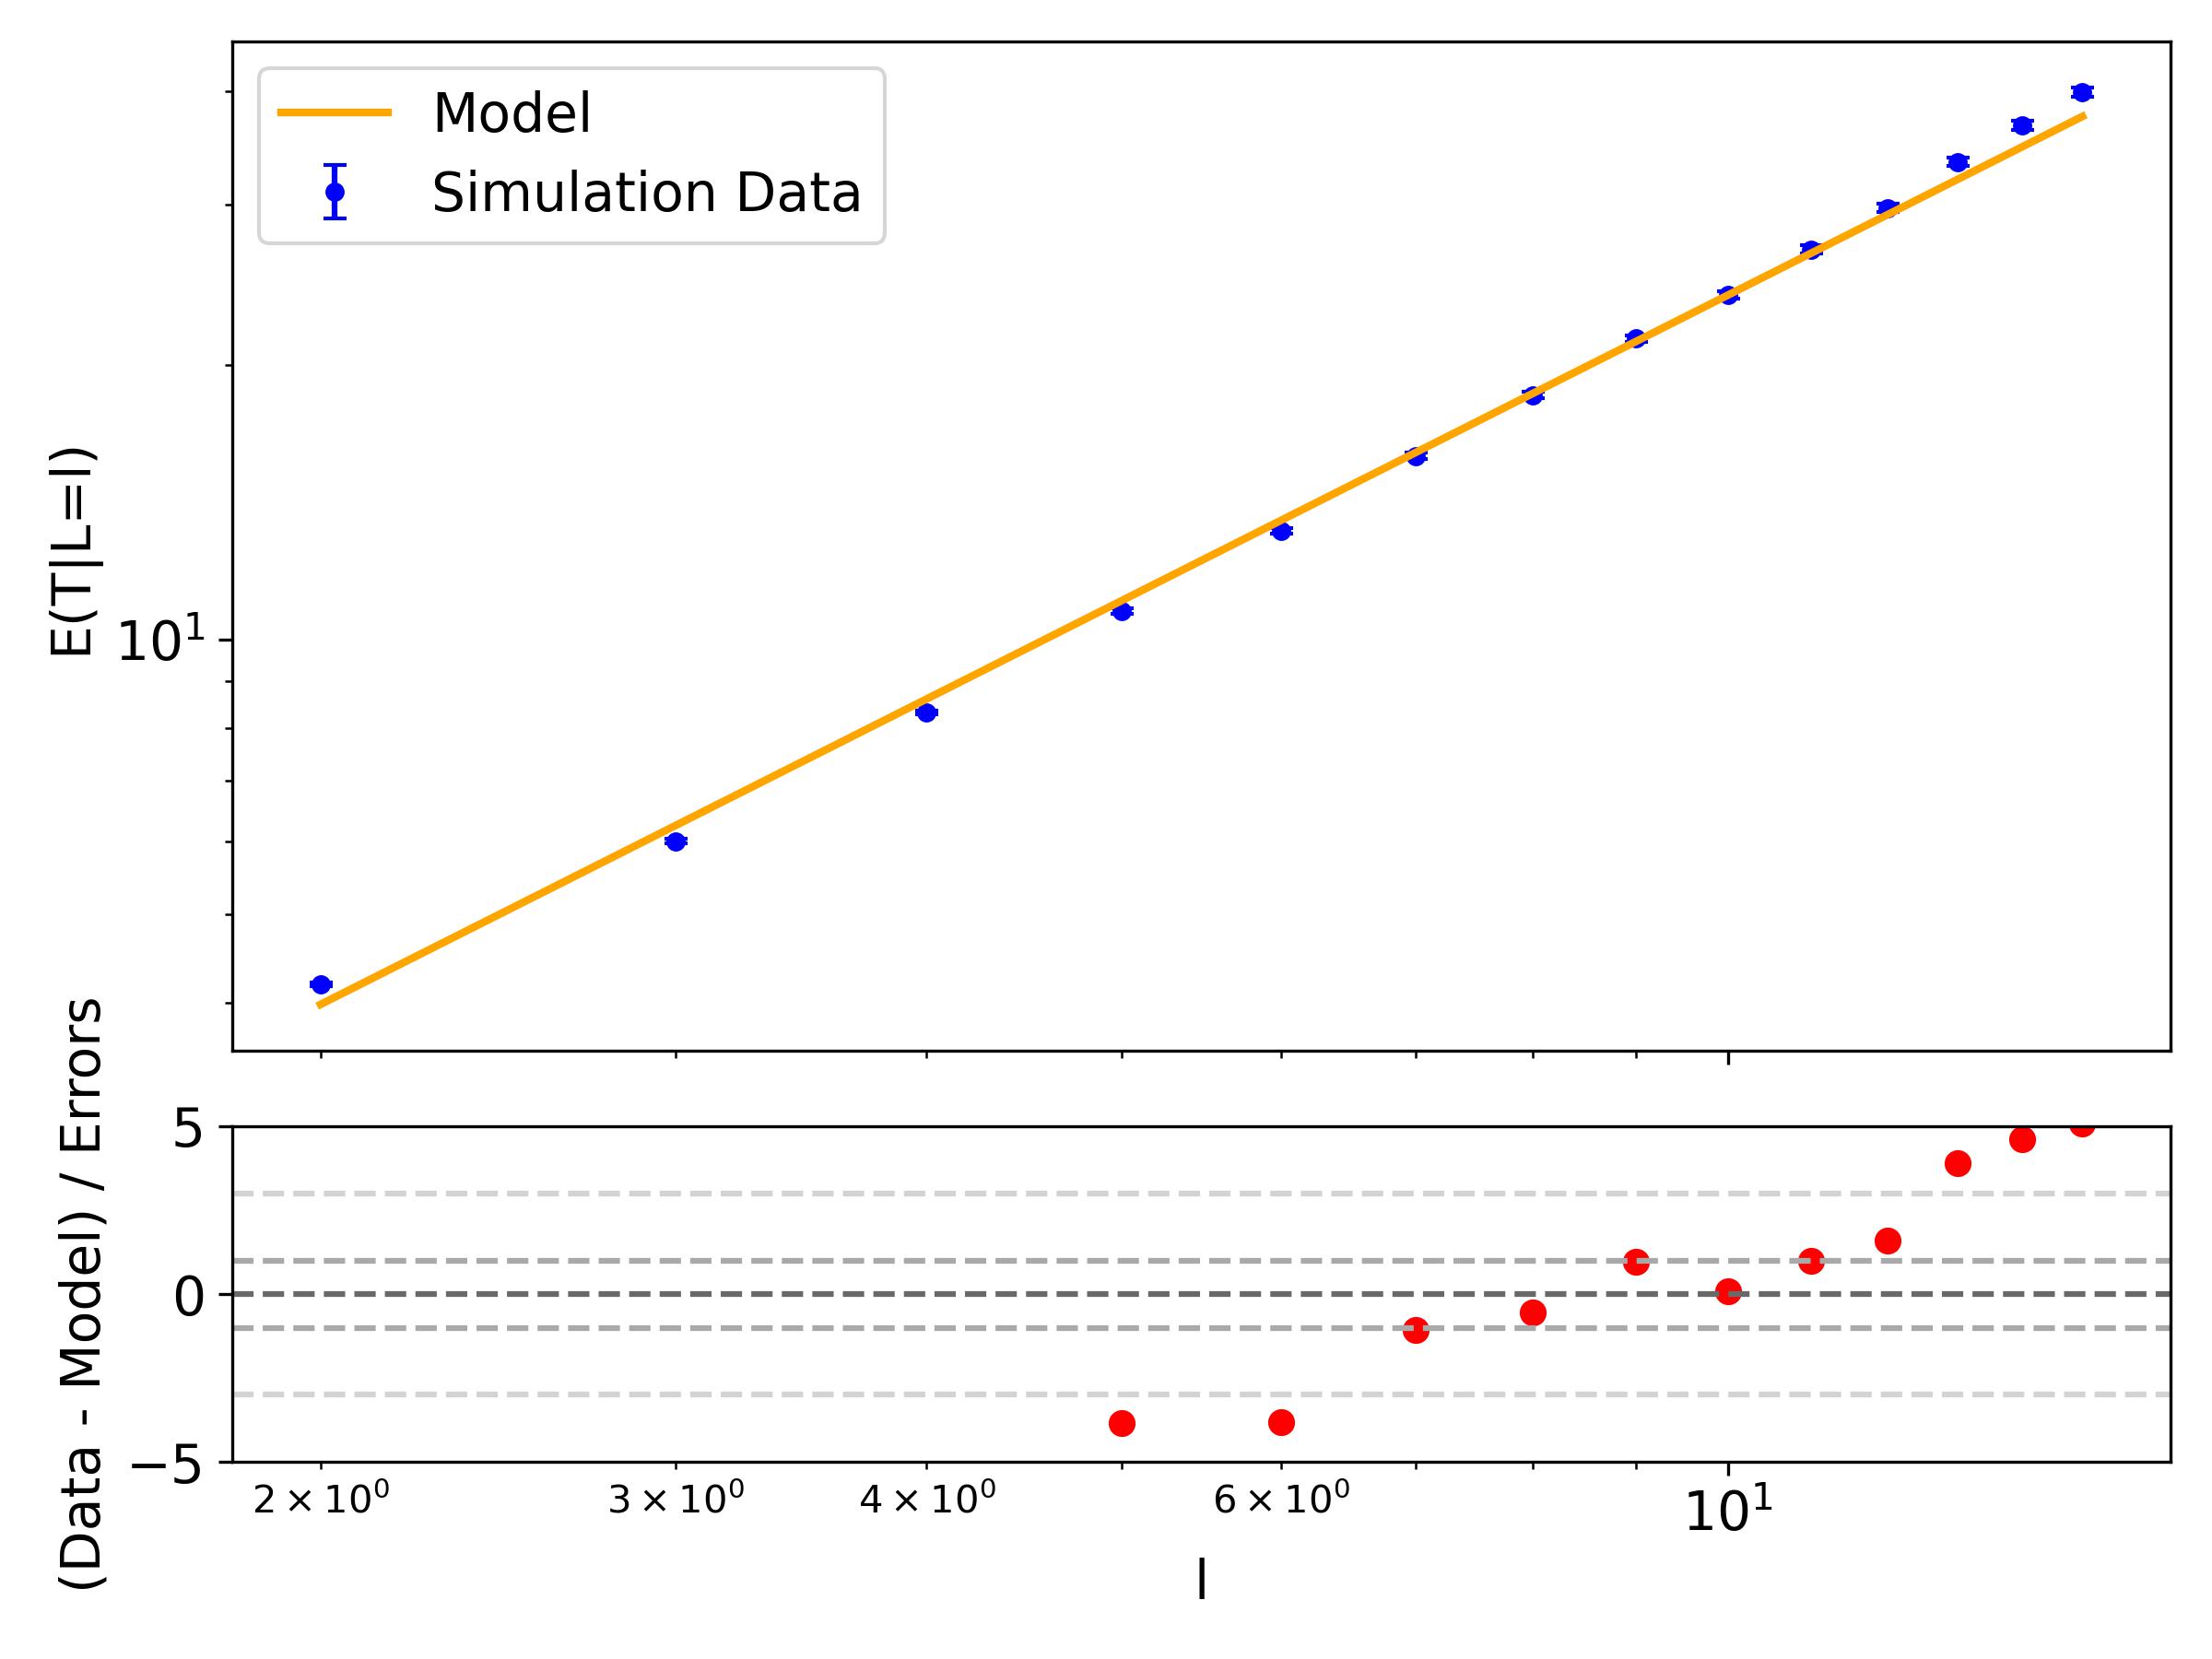 Model
Simulation Data
E(T|L=l)
10¹
(Data - Model) / Errors
5
0
−5
2 × 10⁰
3 × 10⁰
4 × 10⁰
6 × 10⁰
10¹
l